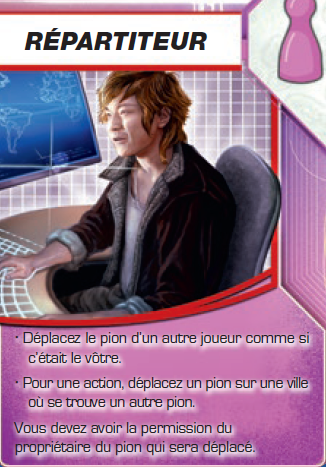 RÉPARTITEUR
· Déplacez le pion d'un autre joueur comme si
c'était le vôtre.
· Pour une action, déplacez un pion sur une ville
où se trouve un autre pion.
Vous devez avoir la permission du
propriétaire du pion qui sera déplacé.